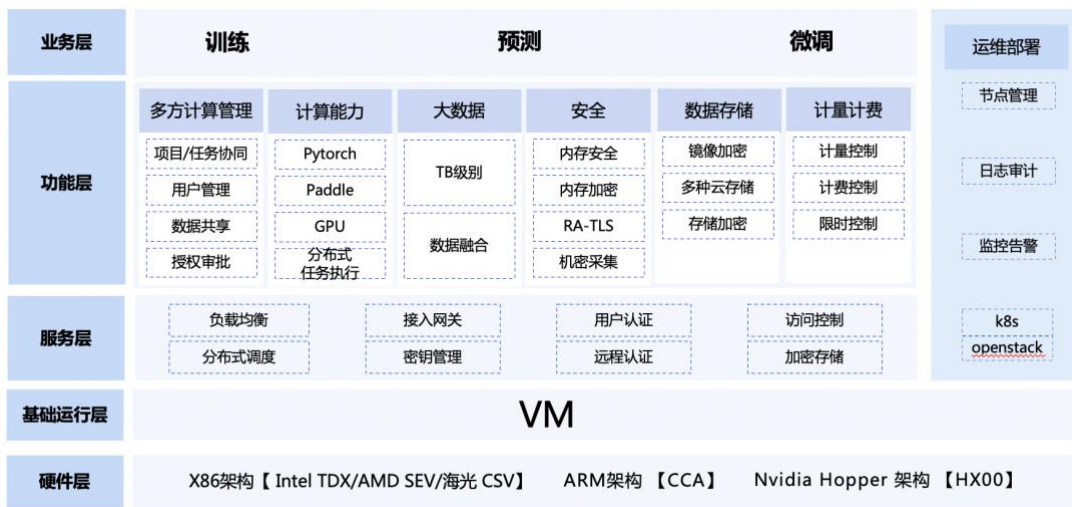 业务层
训练
预测
微调
功能层
多方计算管理
项目/任务协同
用户管理
数据共享
授权审批
计算能力
Pytorch
Paddle
GPU
分布式
任务执行
大数据
TB级别
数据融合
安全
内存安全
内存加密
RA-TLS
机密采集
数据存储
镜像加密
多种云存储
存储加密
计量计费
计量控制
计费控制
限时控制
服务层
负载均衡
接入网关
用户认证
访问控制
分布式调度
密钥管理
远程认证
加密存储
基础运行层
VM
硬件层
X86架构【 Intel TDX/AMD SEV/海光 CSV】
ARM架构 【CCA】
Nvidia Hopper 架构 【HX00】
运维部署
节点管理
日志审计
监控告警
k8s
openstack